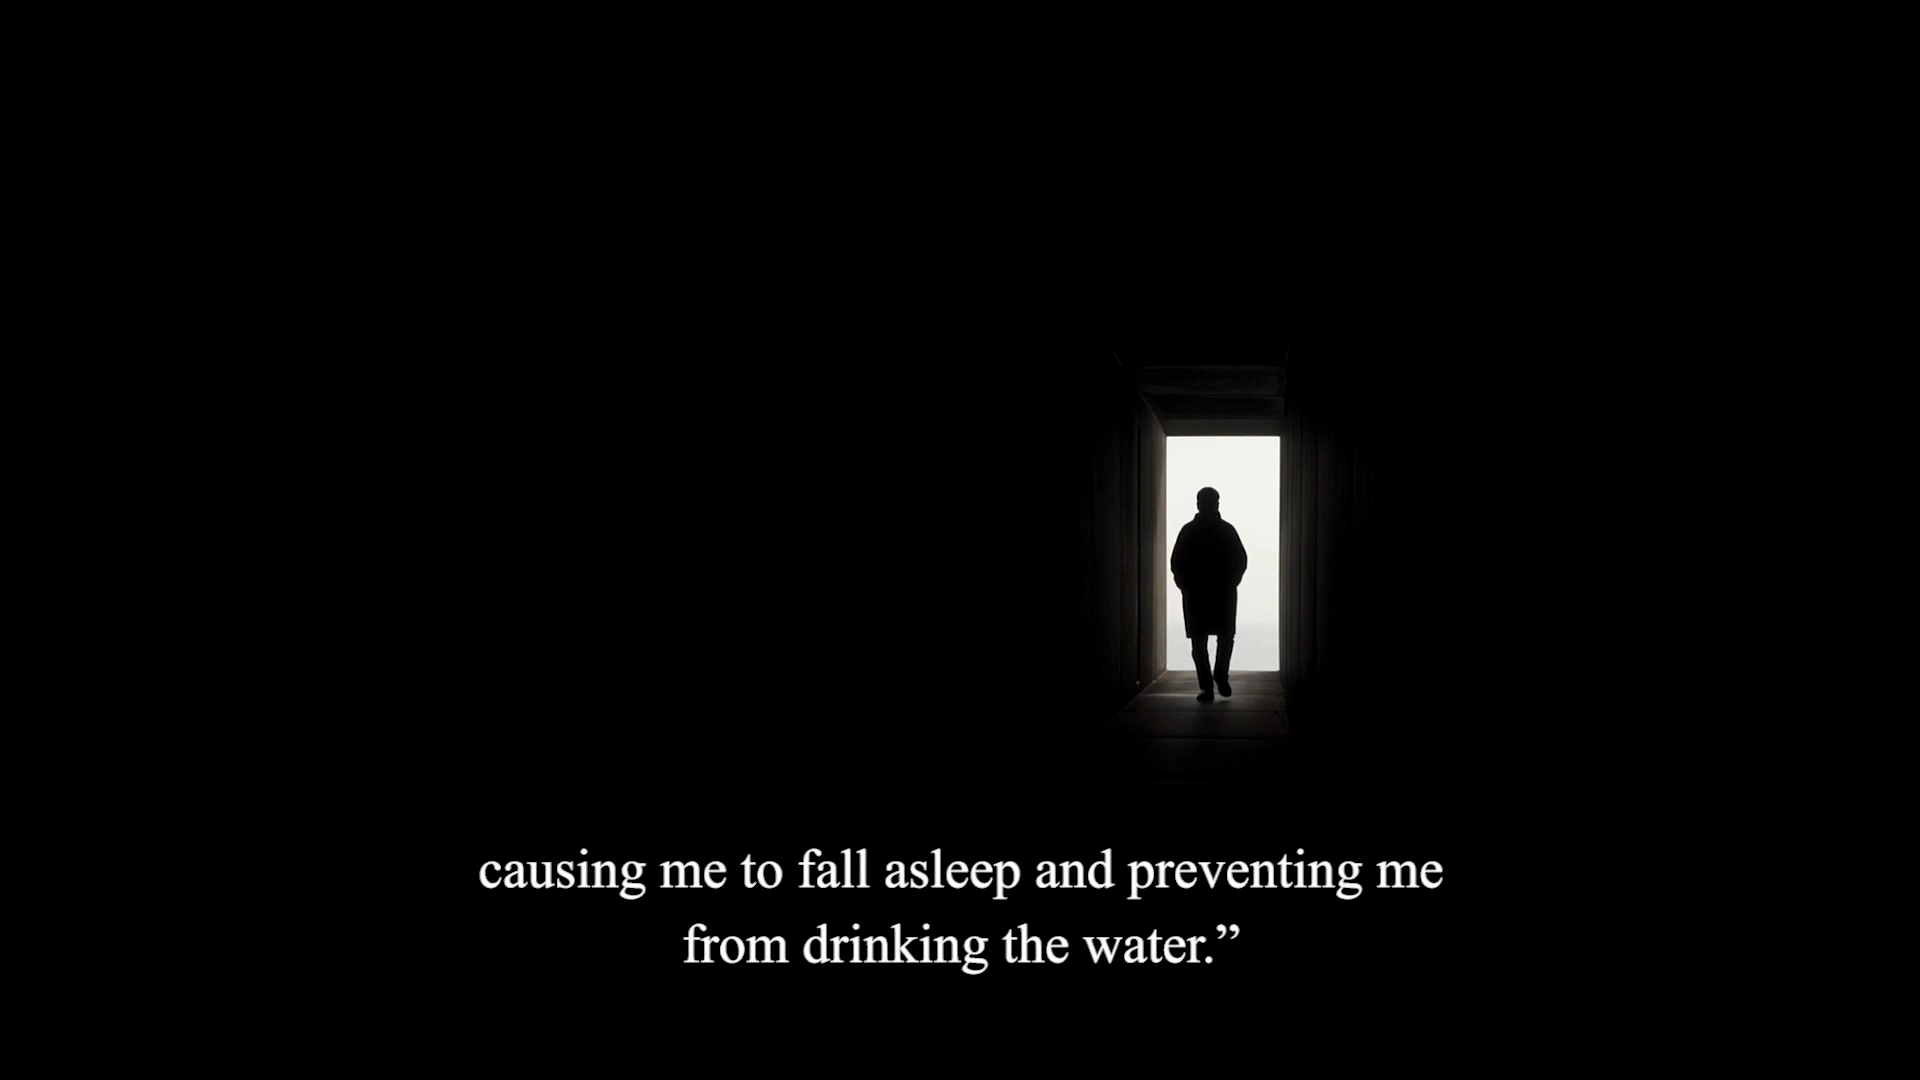 causing me to fall asleep and preventing me
from drinking the water.”